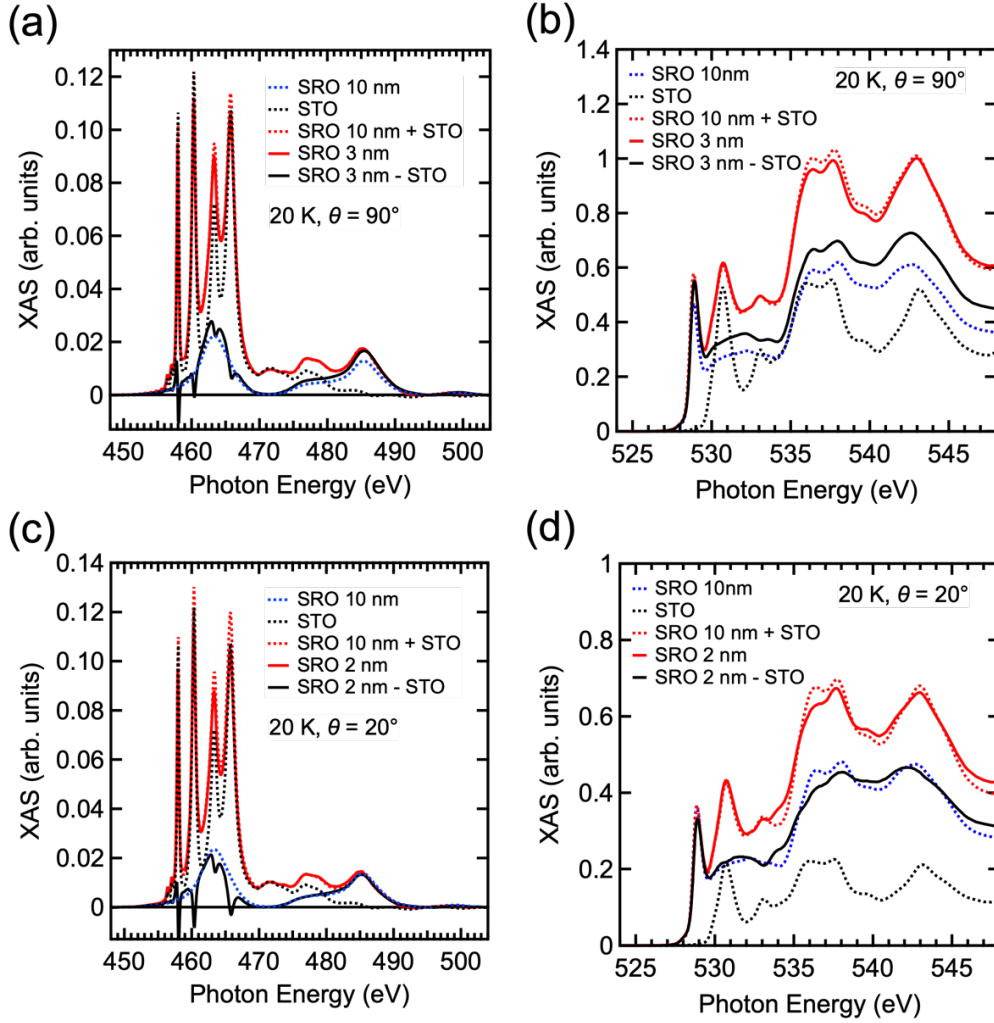 (a)
XAS (arb. units)
0.12
0.10
0.08
0.06
0.04
0.02
0
SRO 10 nm
STO
SRO 10 nm + STO
SRO 3 nm
SRO 3 nm - STO
20 K, θ = 90°
450 460 470 480 490 500
Photon Energy (eV)
(b)
XAS (arb. units)
1.4
1.2
1.0
0.8
0.6
0.4
0.2
0
SRO 10nm
STO
SRO 10 nm + STO
SRO 3 nm
SRO 3 nm - STO
20 K, θ = 90°
525 530 535 540 545
Photon Energy (eV)
(c)
XAS (arb. units)
0.14
0.12
0.10
0.08
0.06
0.04
0.02
0
SRO 10 nm
STO
SRO 10 nm + STO
SRO 2 nm
SRO 2 nm - STO
20 K, θ = 20°
450 460 470 480 490 500
Photon Energy (eV)
(d)
XAS (arb. units)
1
0.8
0.6
0.4
0.2
0
SRO 10nm
STO
SRO 10 nm + STO
SRO 2 nm
SRO 2 nm - STO
20 K, θ = 20°
525 530 535 540 545
Photon Energy (eV)